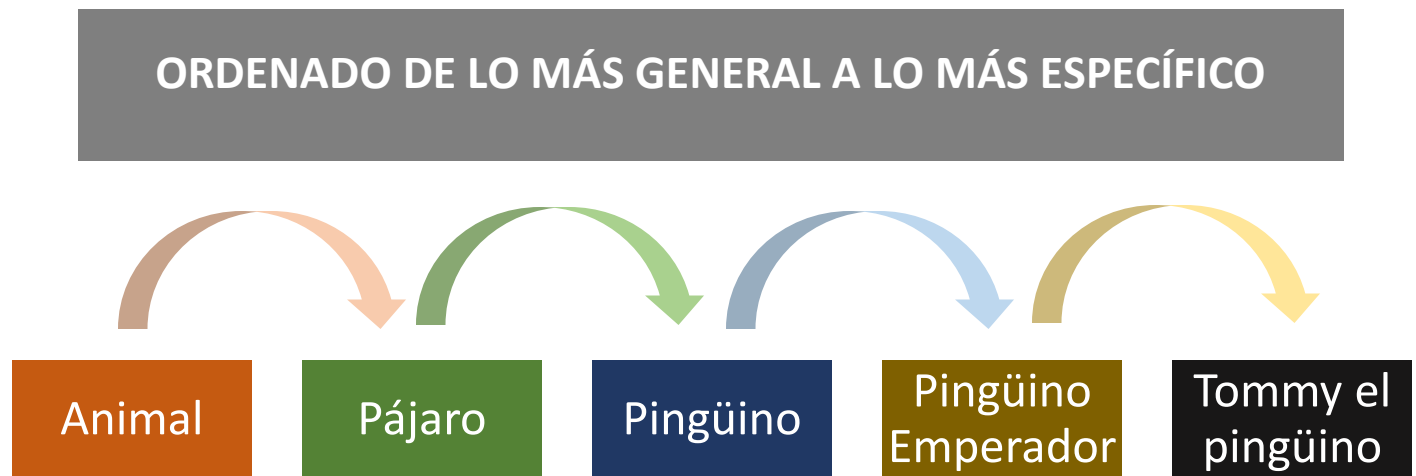 ORDENADO DE LO MÁS GENERAL A LO MÁS ESPECÍFICO
Animal
Pájaro
Pingüino
Pingüino
Emperador
Tommy el
pingüino